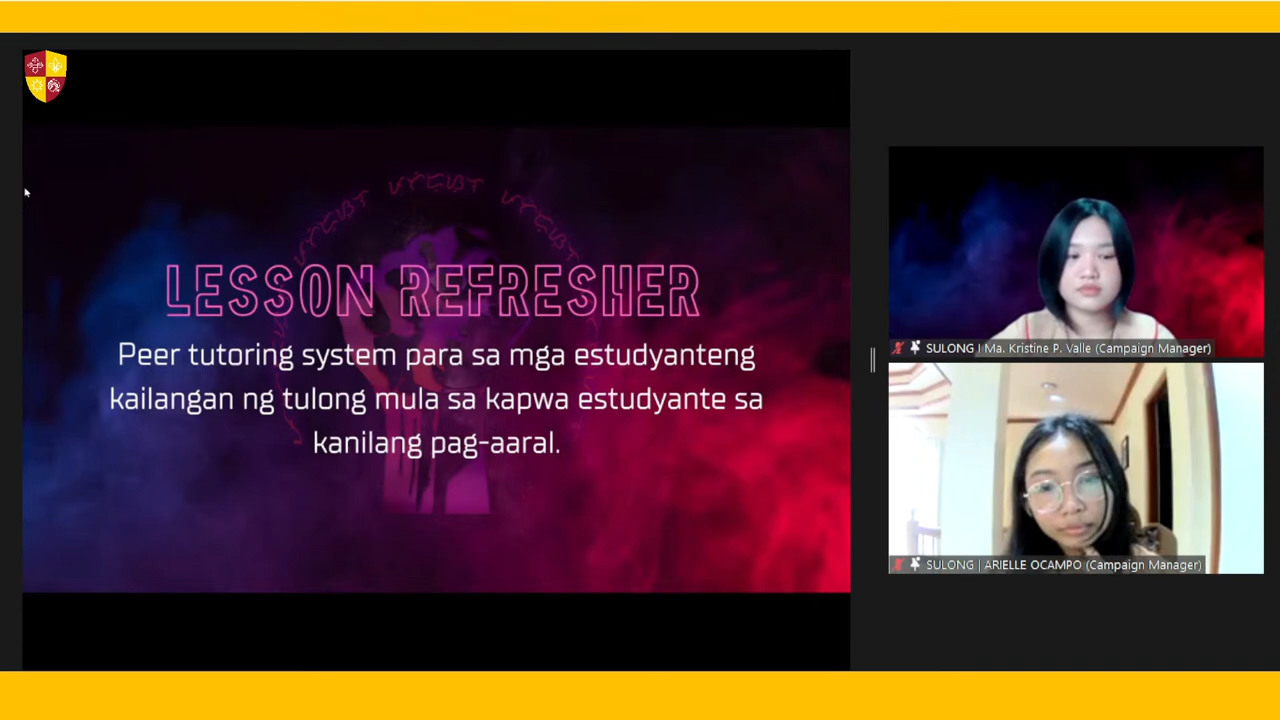 LESSON REFRESHER
Peer tutoring system para sa mga estudyanteng
kailangan ng tulong mula sa kapwa estudyante sa
kanilang pag-aaral.
SULONG | Ma. Kristine P. Valle (Campaign Manager)
SULONG | ARIELLE OCAMPO (Campaign Manager)